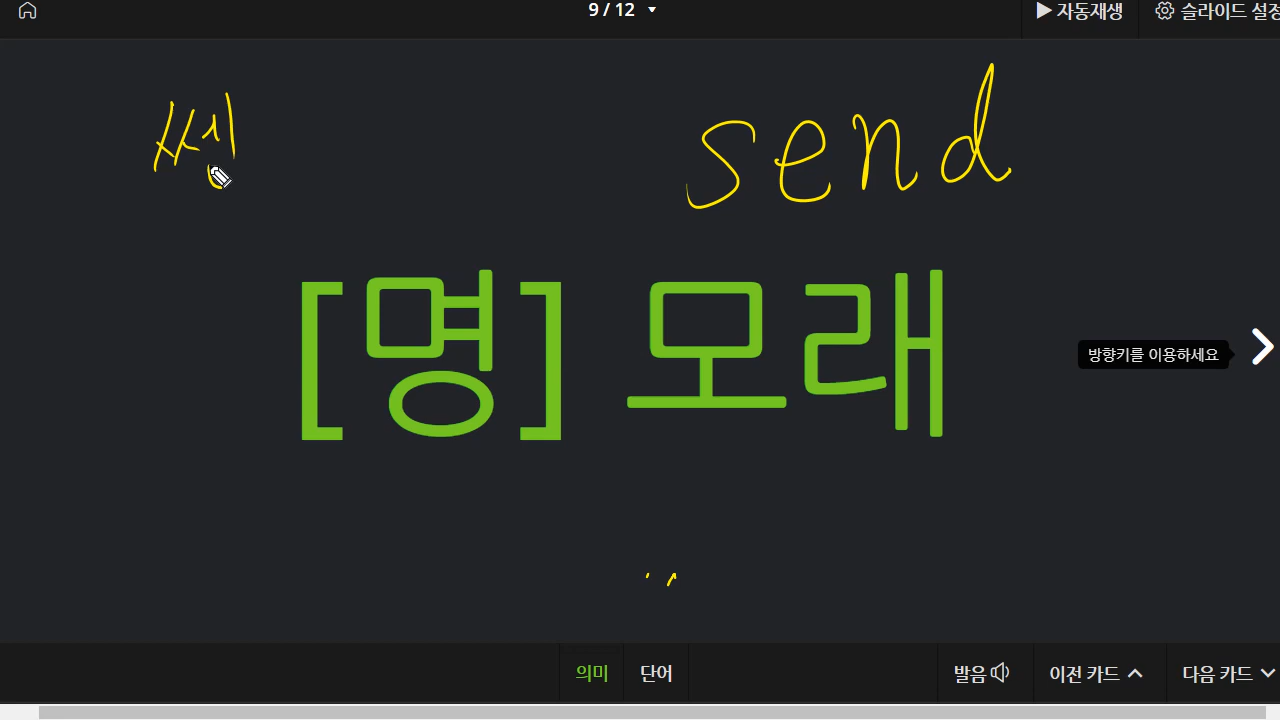 9 / 12
자동재생
슬라이드 설정
send
[명] 모래
방향키를 이용하세요
의미
단어
발음
이전 카드
다음 카드